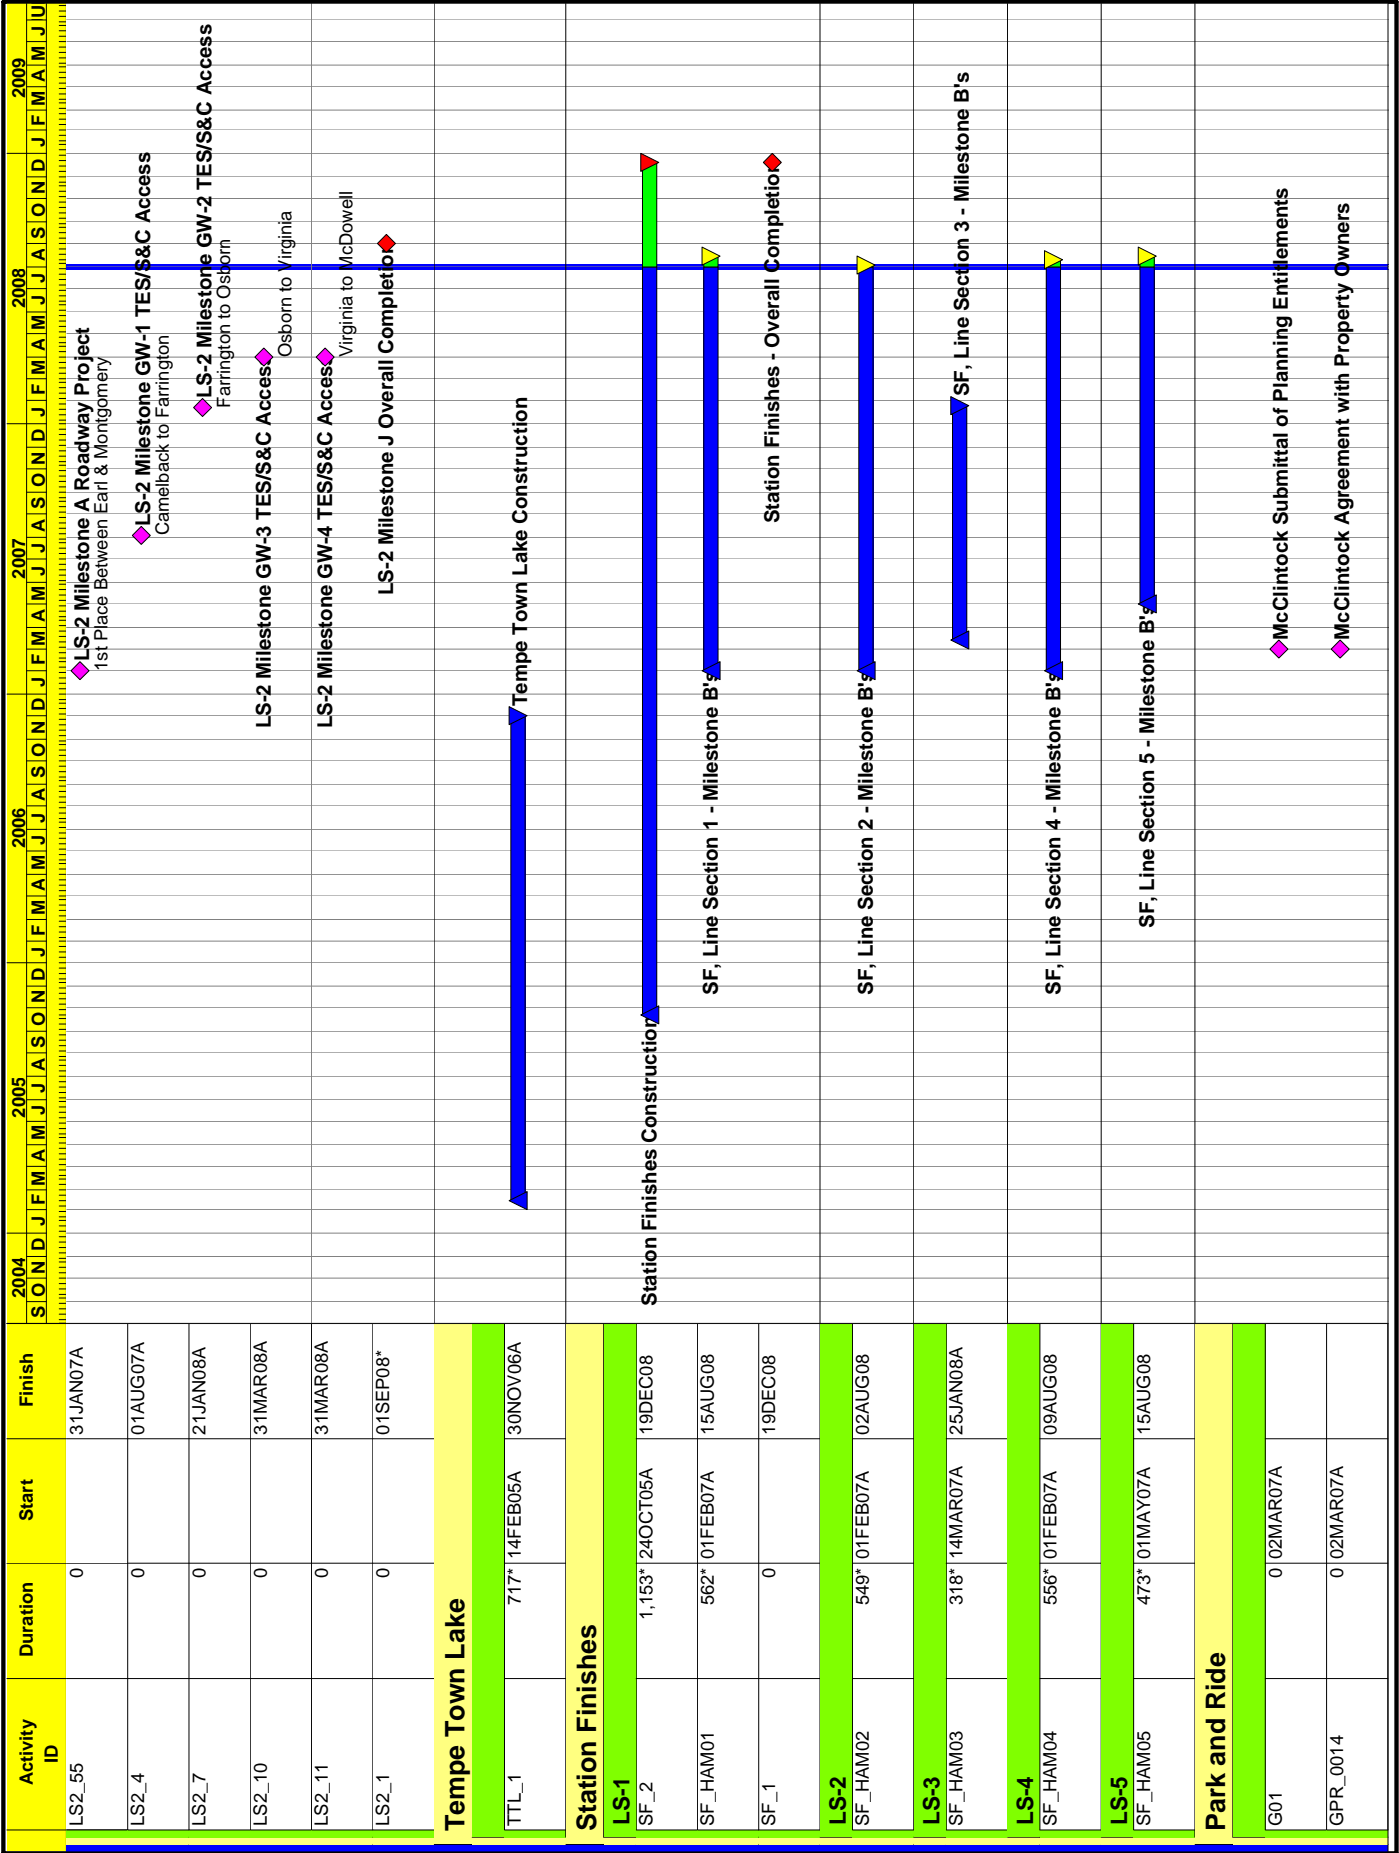 Activity ID Duration Start Finish
2004 2005 2006 2007 2008 2009
S O N D J F M A M J J A S O N D J F M A M J J A S O N D J F M A M J J A S O N D J F M A M J J A S O N D J F M A M J U
LS2_55 0 31JAN07A LS-2 Milestone A Roadway Project
1st Place Between Earl & Montgomery
LS2_4 0 01AUG07A LS-2 Milestone GW-1 TES/S&C Access
Camelback to Farrington
LS2_7 0 21JAN08A LS-2 Milestone GW-2 TES/S&C Access
Farrington to Osborn
LS2_10 0 31MAR08A LS-2 Milestone GW-3 TES/S&C Access
Osborn to Virginia
LS2_11 0 31MAR08A LS-2 Milestone GW-4 TES/S&C Access
Virginia to McDowell
LS2_1 0 01SEP08* LS-2 Milestone J Overall Completion
Tempe Town Lake
TTL_1 717* 14FEB05A 30NOV06A Tempe Town Lake Construction
Station Finishes
LS-1
SF_2 1,153* 24OCT05A 19DEC08 Station Finishes Construction
SF_HAM01 562* 01FEB07A 15AUG08 SF, Line Section 1 - Milestone B's
SF_1 0 19DEC08 Station Finishes - Overall Completion
LS-2
SF_HAM02 549* 01FEB07A 02AUG08 SF, Line Section 2 - Milestone B's
LS-3
SF_HAM03 318* 14MAR07A 25JAN08A SF, Line Section 3 - Milestone B's
LS-4
SF_HAM04 556* 01FEB07A 09AUG08 SF, Line Section 4 - Milestone B's
LS-5
SF_HAM05 473* 01MAY07A 15AUG08 SF, Line Section 5 - Milestone B's
Park and Ride
G01 0 02MAR07A McClintock Submittal of Planning Entitlements
GPR_0014 0 02MAR07A McClintock Agreement with Property Owners